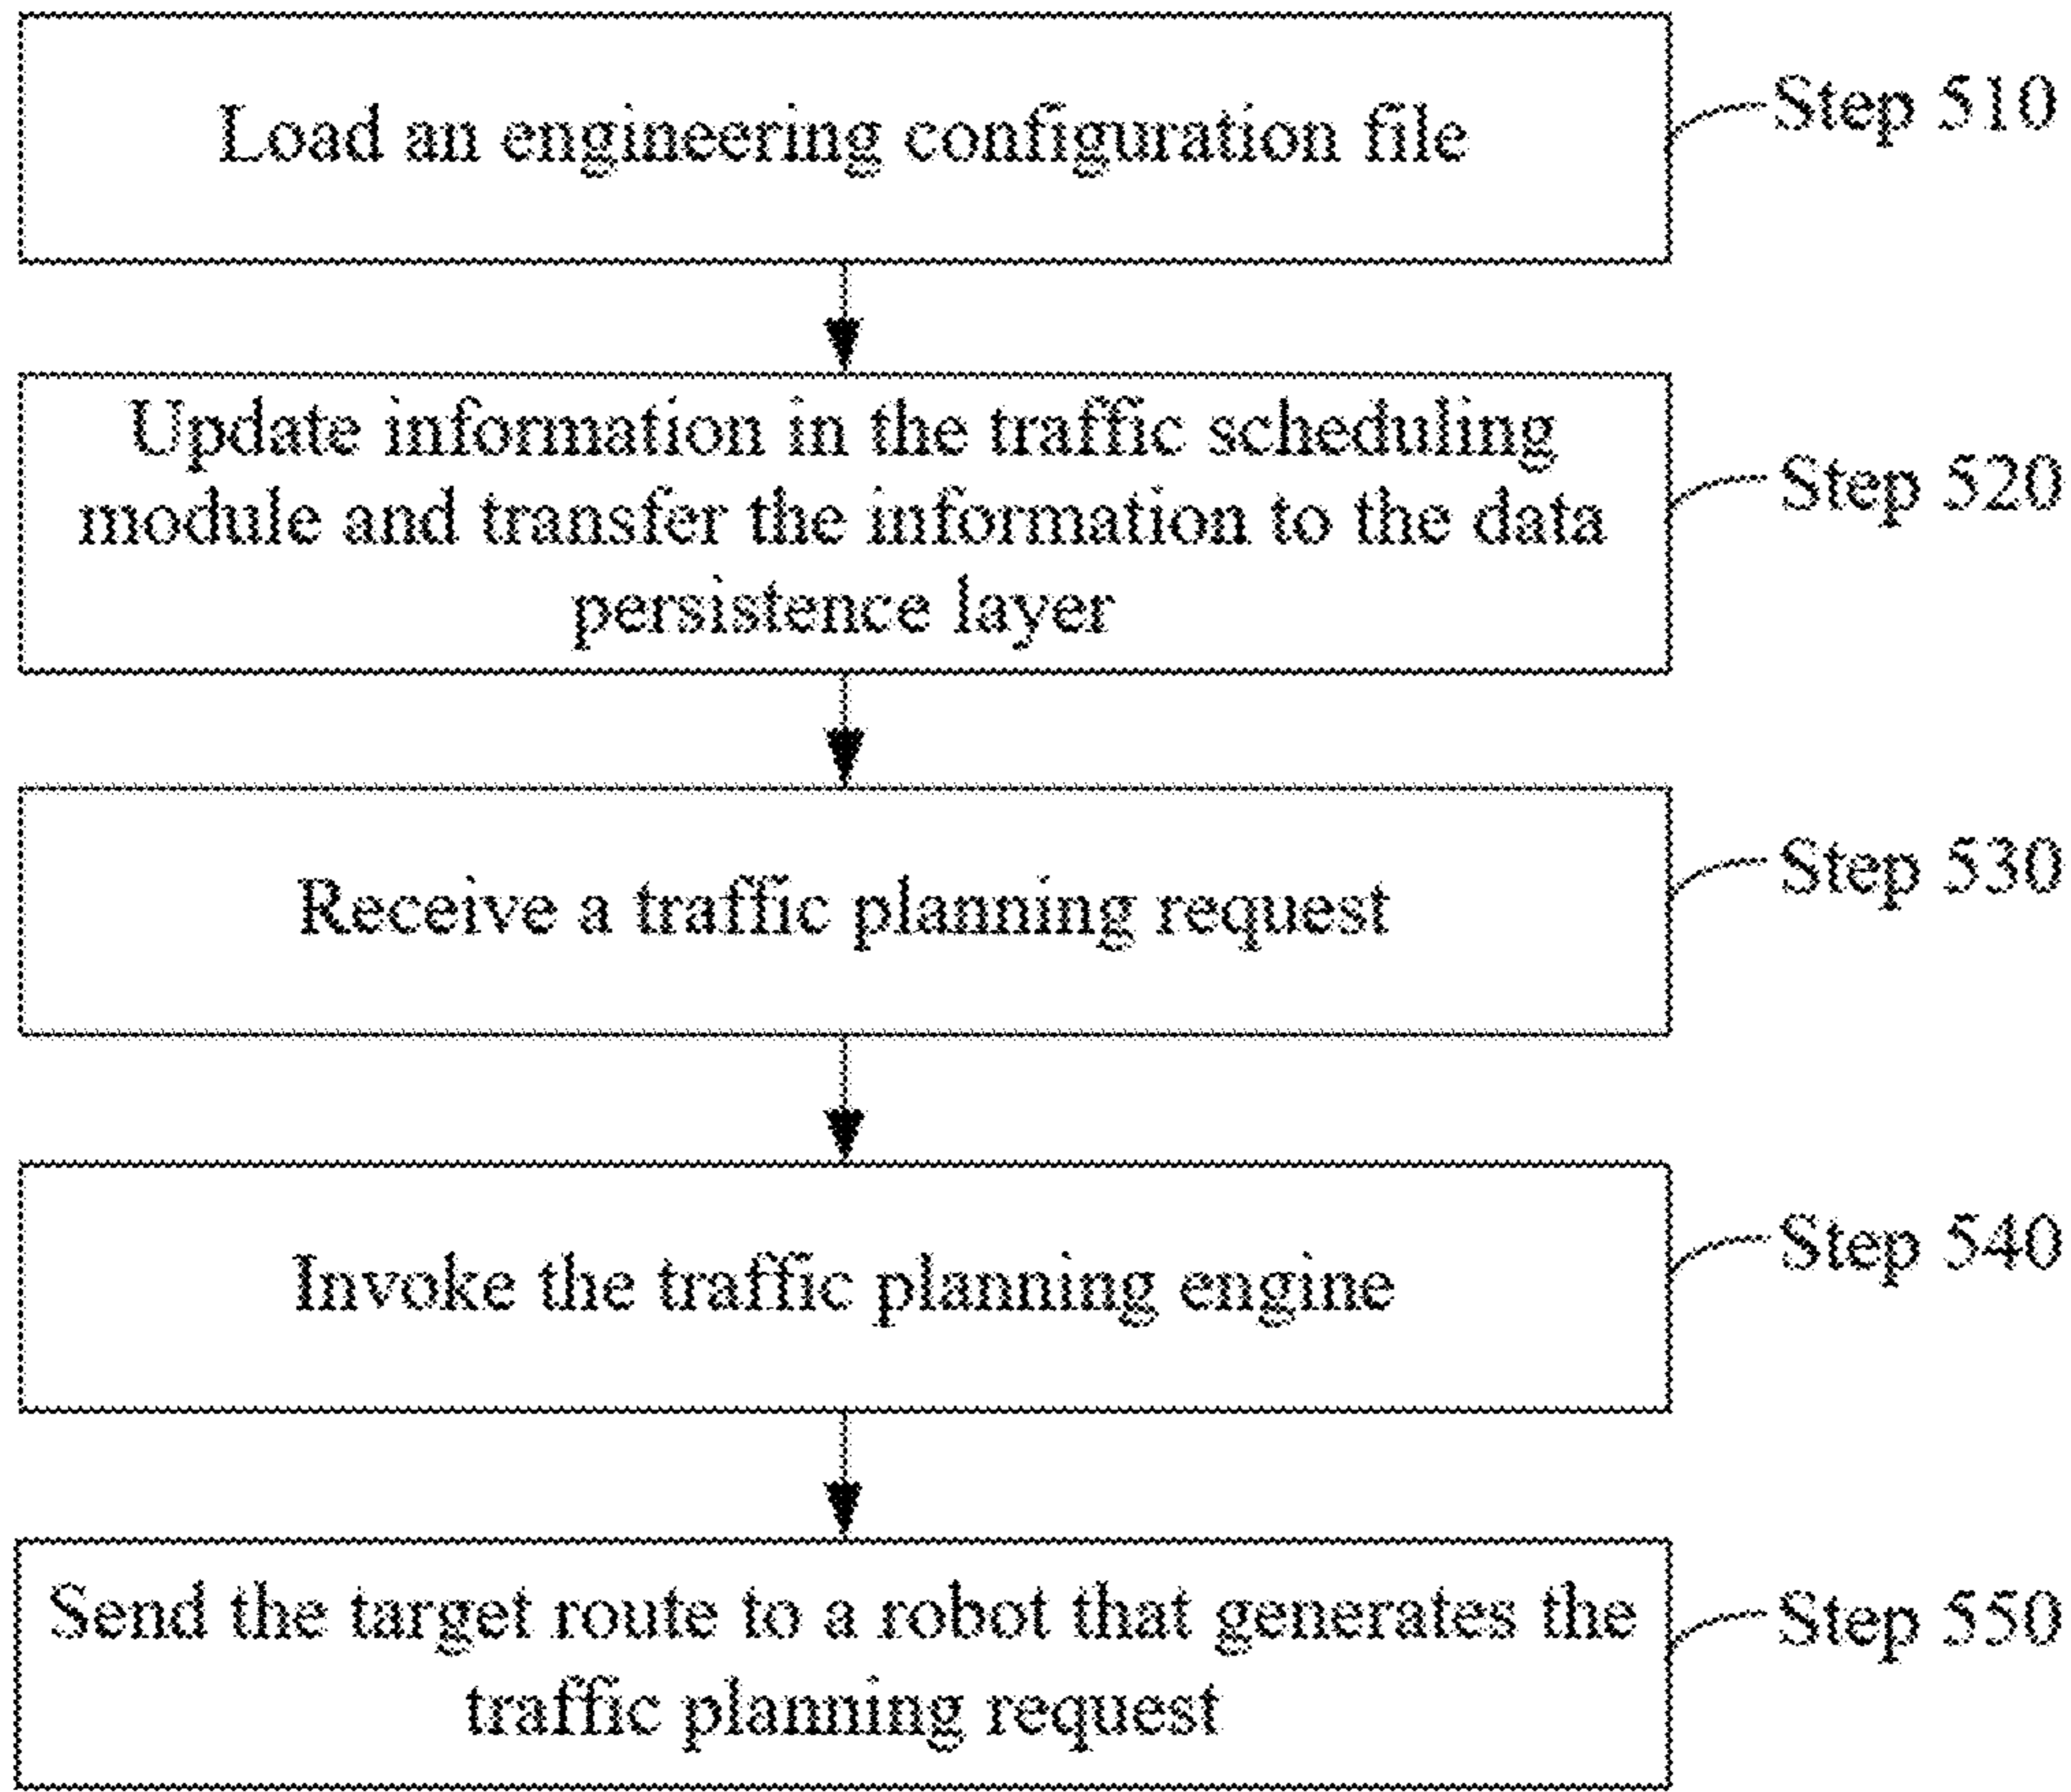 Load an engineering configuration file
Step 510
Update information in the traffic scheduling
module and transfer the information to the data
persistence layer
Step 520
Receive a traffic planning request
Step 530
Invoke the traffic planning engine
Step 540
Send the target route to a robot that generates the
traffic planning request
Step 550